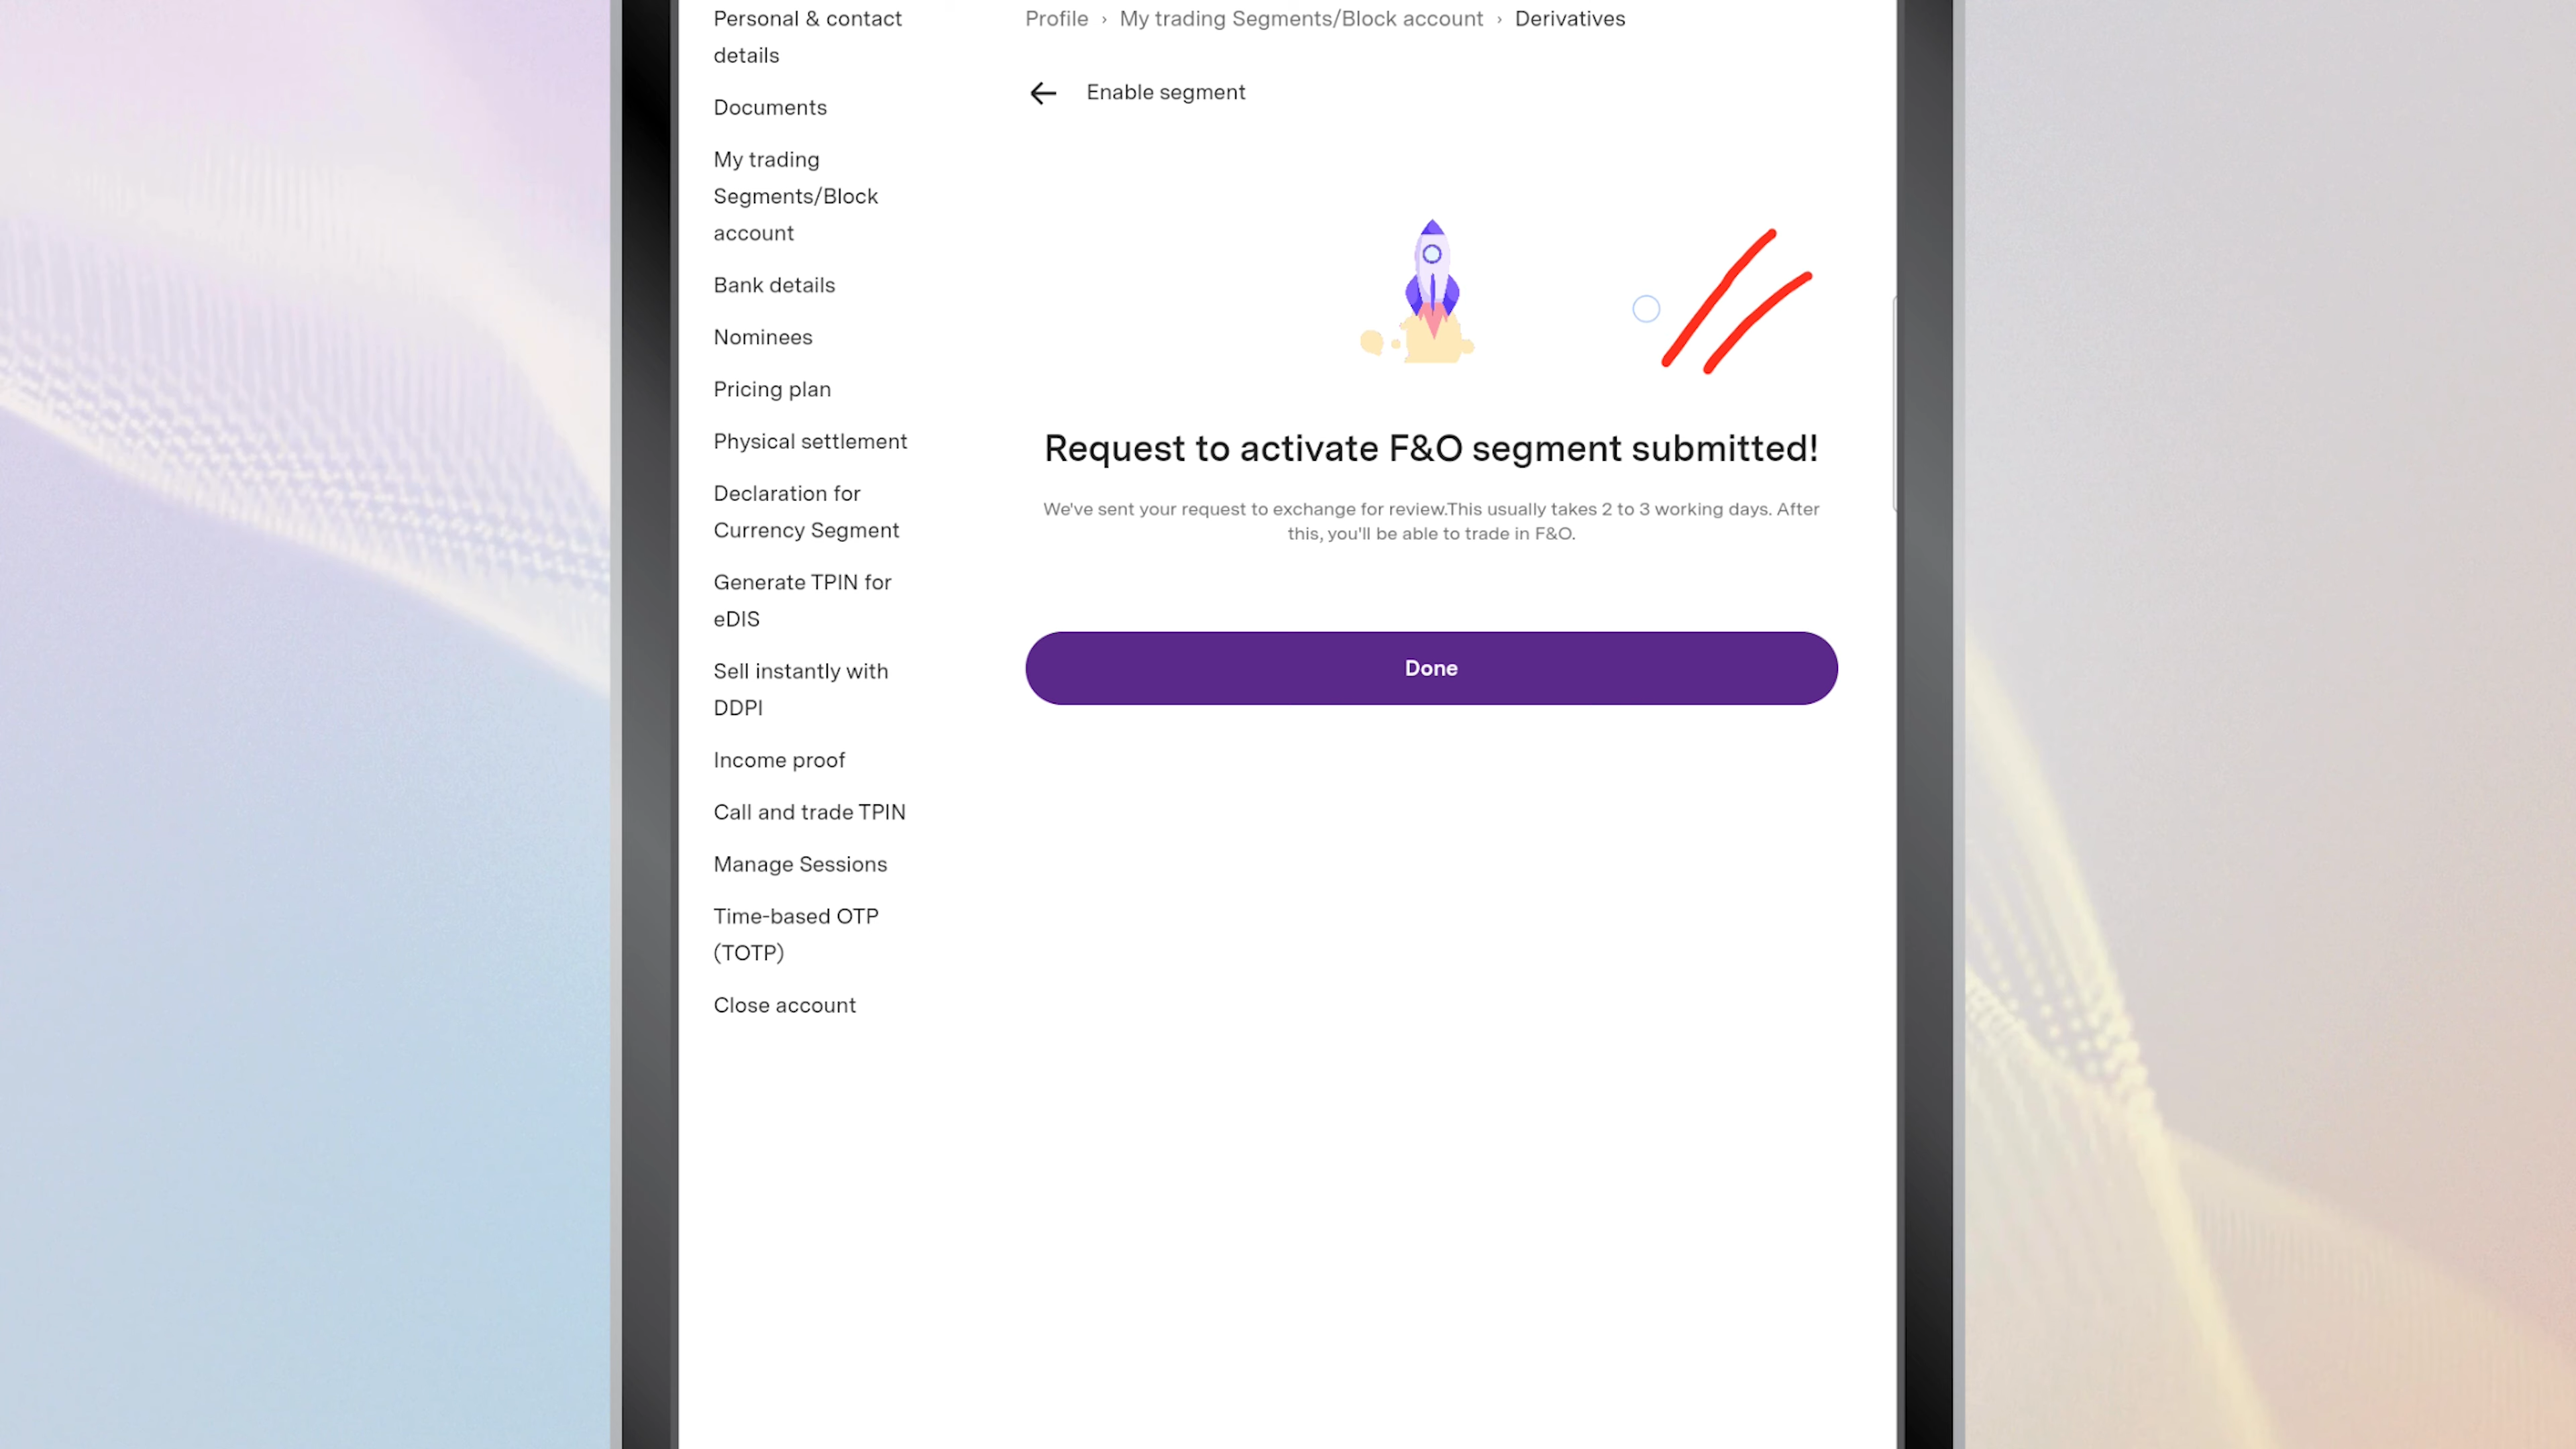 Personal & contact
details
Documents
My trading
Segments/Block
account
Bank details
Nominees
Pricing plan
Physical settlement
Declaration for
Currency Segment
Generate TPIN for
eDIS
Sell instantly with
DDPI
Income proof
Call and trade TPIN
Manage Sessions
Time-based OTP
(TOTP)
Close account
Profile › My trading Segments/Block account › Derivatives
Enable segment
Request to activate F&O segment submitted!
We've sent your request to exchange for review.This usually takes 2 to 3 working days. After
this, you'll be able to trade in F&O.
Done